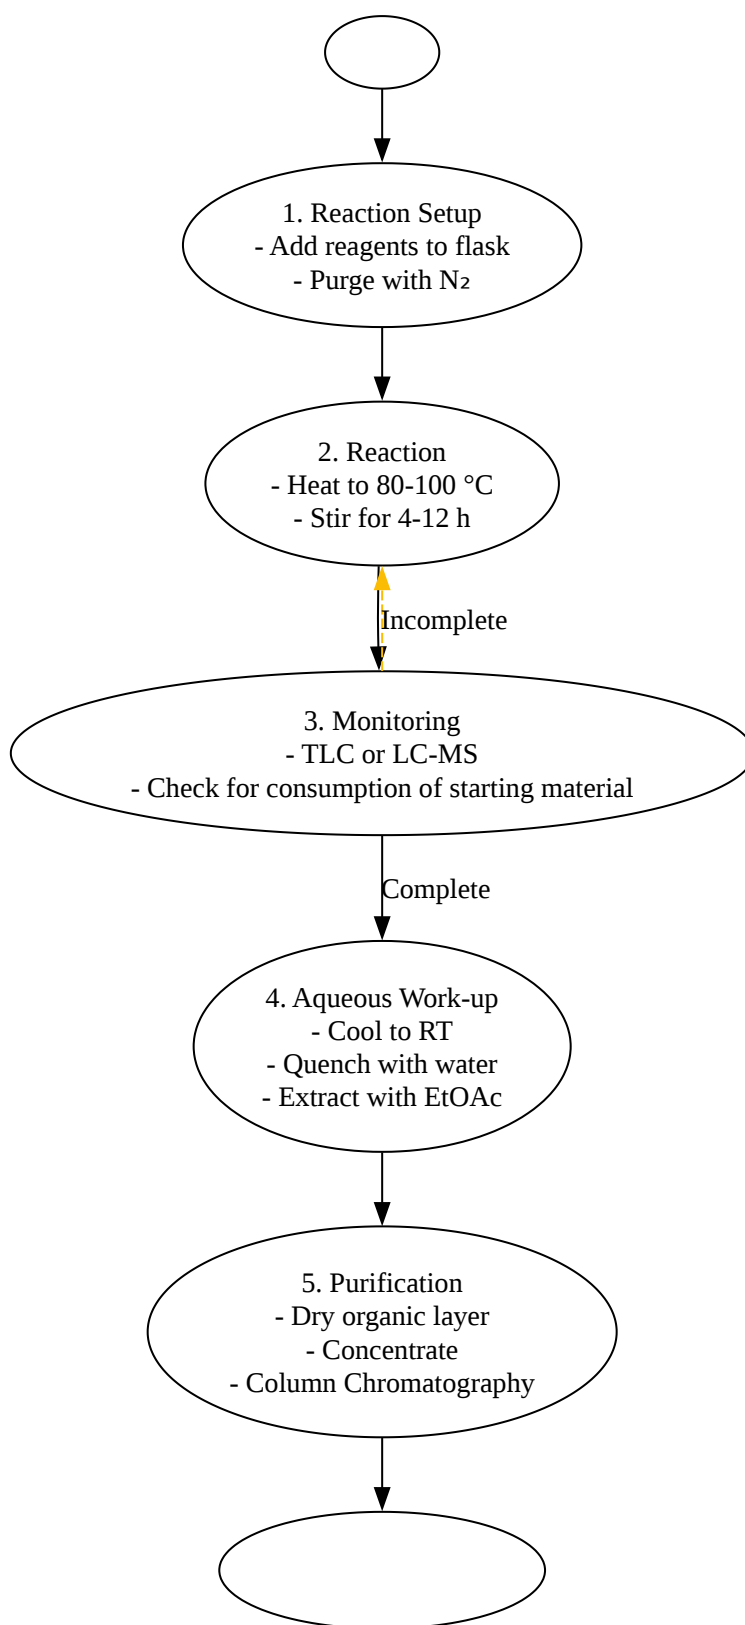 1. Reaction Setup
- Add reagents to flask
- Purge with N₂
2. Reaction
- Heat to 80-100 °C
- Stir for 4-12 h
Incomplete
3. Monitoring
- TLC or LC-MS
- Check for consumption of starting material
Complete
4. Aqueous Work-up
- Cool to RT
- Quench with water
- Extract with EtOAc
5. Purification
- Dry organic layer
- Concentrate
- Column Chromatography